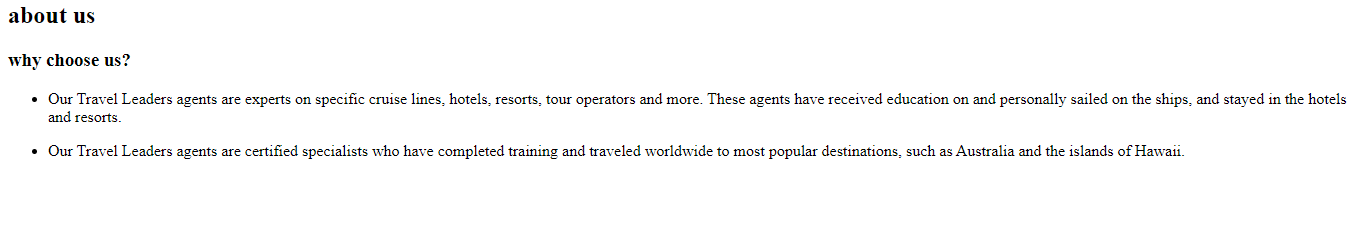 about us
why choose us?
Our Travel Leaders agents are experts on specific cruise lines, hotels, resorts, tour operators and more. These agents have received education on and personally sailed on the ships, and stayed in the hotels
and resorts.
Our Travel Leaders agents are certified specialists who have completed training and traveled worldwide to most popular destinations, such as Australia and the islands of Hawaii.